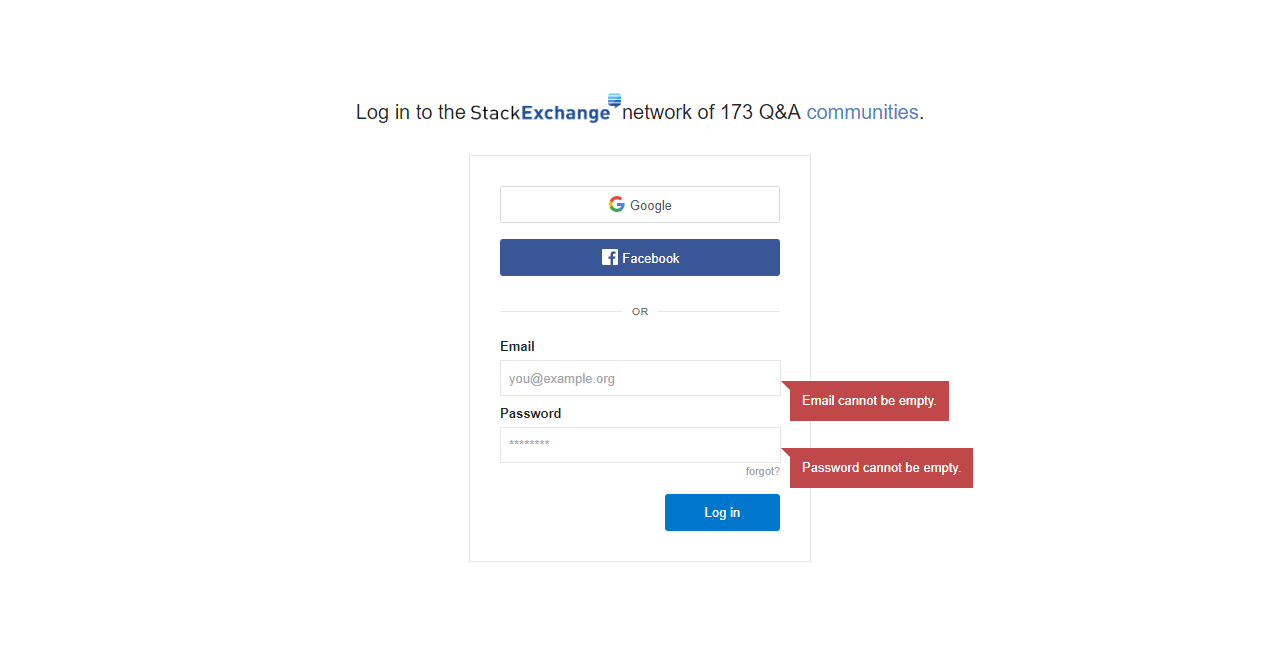 Log in to the StackExchange network of 173 Q&A communities.
Google
Facebook
OR
Email
you@example.org
Email cannot be empty.
Password
********
Password cannot be empty.
forgot?
Log in